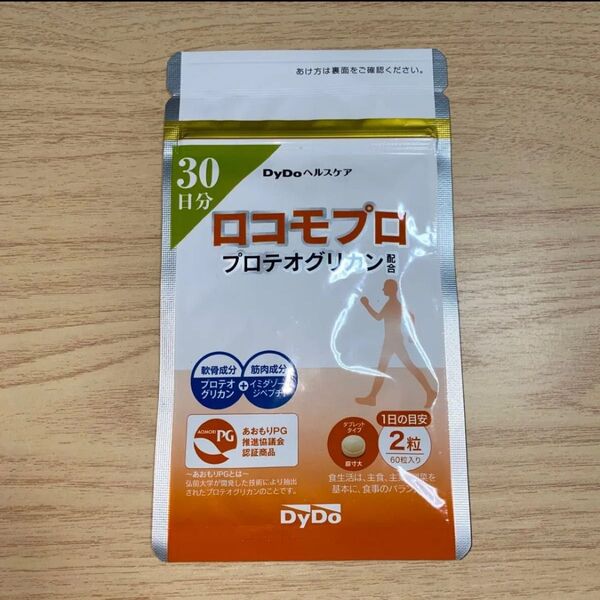 あけ方は裏面をご確認ください。
30
日分
DyDoヘルスケア
ロコモプロ
プロテオグリカン配合
軟骨成分
プロテオ
グリカン
+
筋肉成分
イミダゾー
ジペプチ
AOMORI PG
あおもりPG
推進協議会
認証商品
〜あおもりPGとは〜
弘前大学が開発した技術により抽出
されたプロテオグリカンのことです。
タブレット
タイプ
原寸大
1日の目安
2粒
60粒入り
食生活は、主食、主
基本に、食事のバラン
DyDo